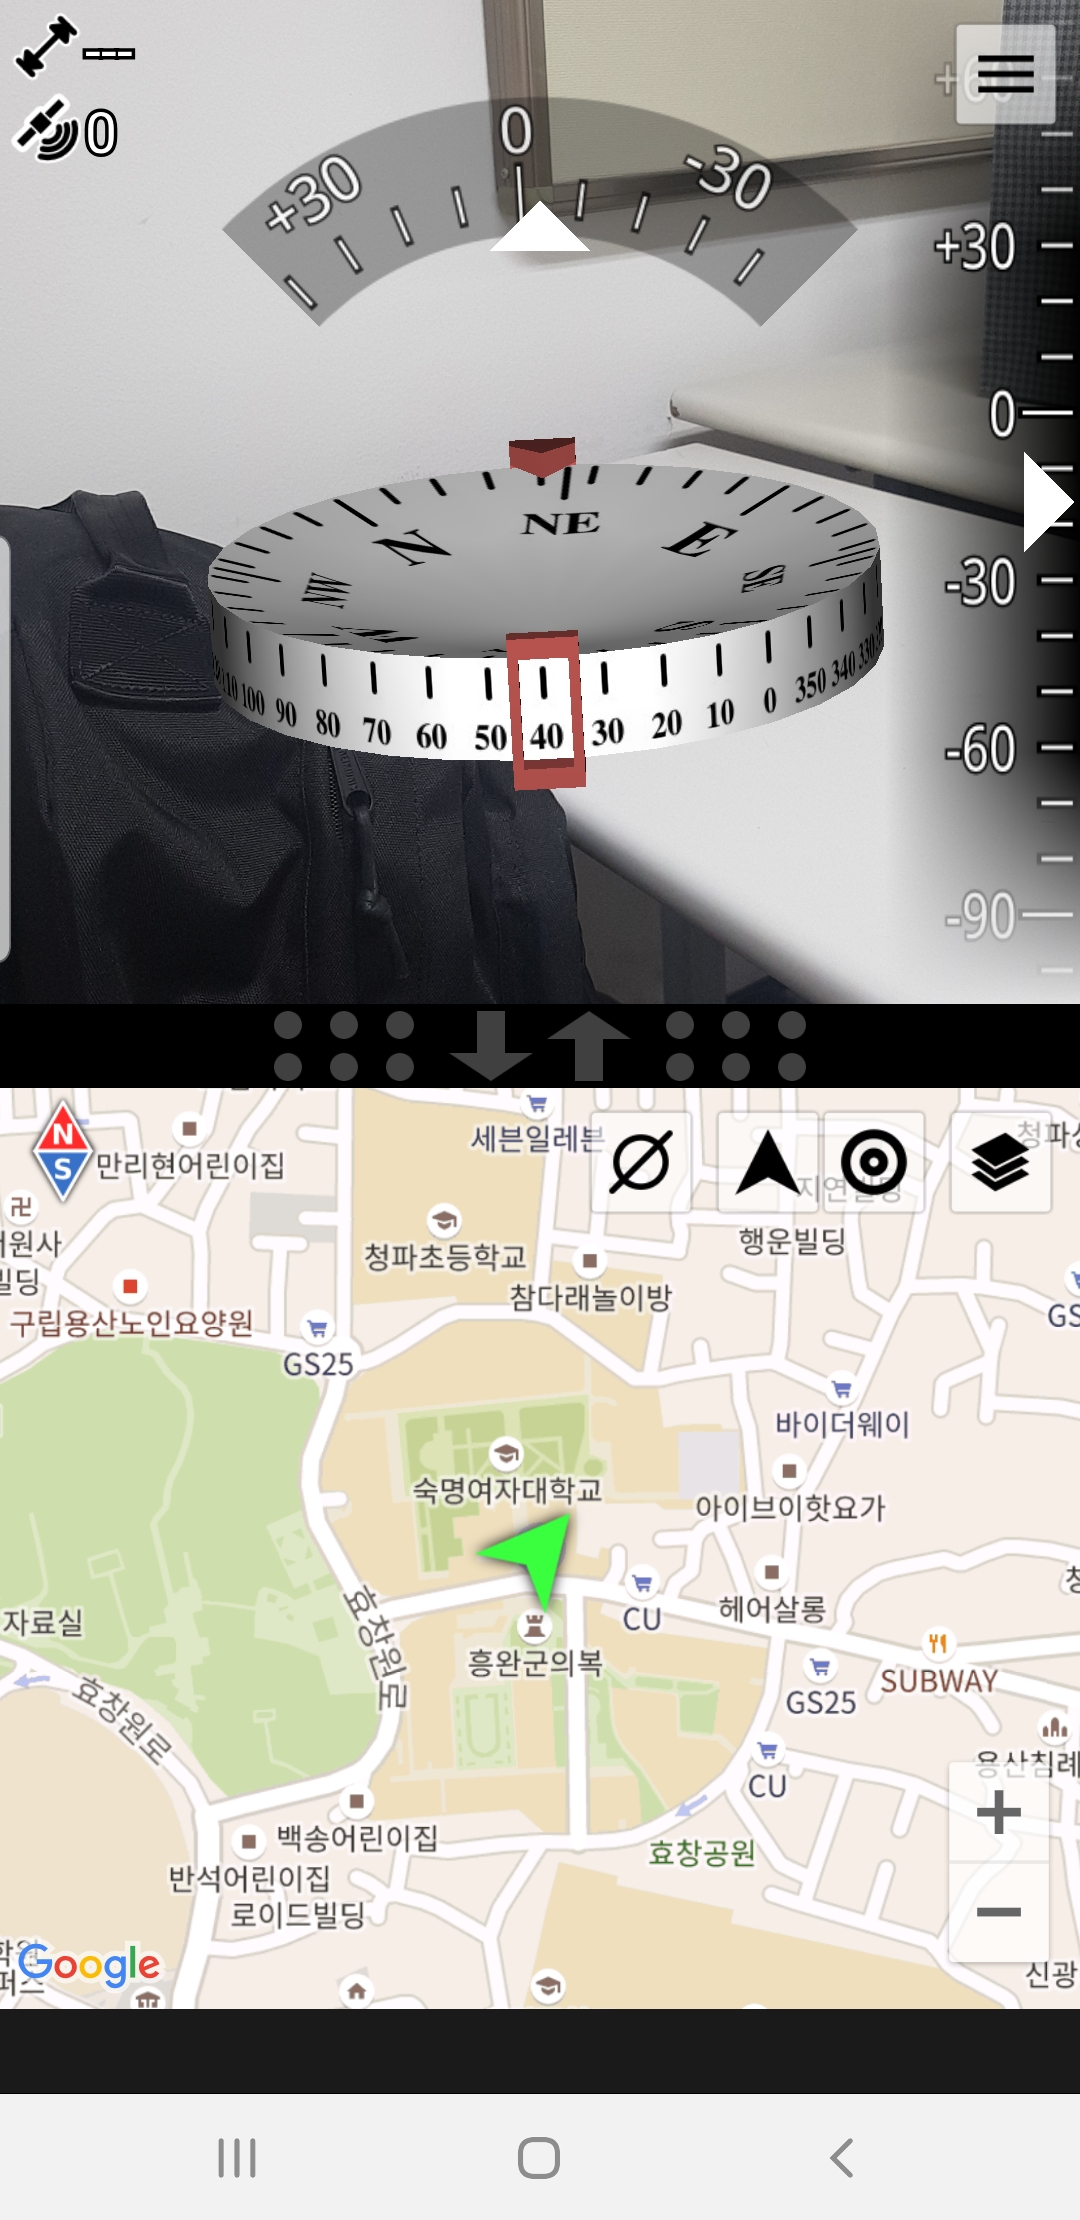 0
+30
0
-30
+60
+30
0
-30
-60
-90
N
NE
E
NW
SE
110
100
90
80
70
60
50
40
30
20
10
0
350
340
330
N
S
만리현어린이집
세븐일레븐
지연빌딩
행운빌딩
청파초등학교
참다래놀이방
빌딩
구립용산노인요양원
GS25
바이더웨이
숙명여자대학교
아이브이핫요가
자료실
효창원로
CU
헤어살롱
흥완군의복
SUBWAY
GS25
효창원로
CU
용산침례
백송어린이집
효창공원
반석어린이집
로이드빌딩
+
−
Google
신광